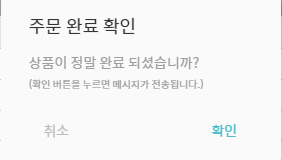 주문 완료 확인
상품이 정말 완료 되셨습니까?
(확인 버튼을 누르면 메시지가 전송됩니다.)
취소 확인